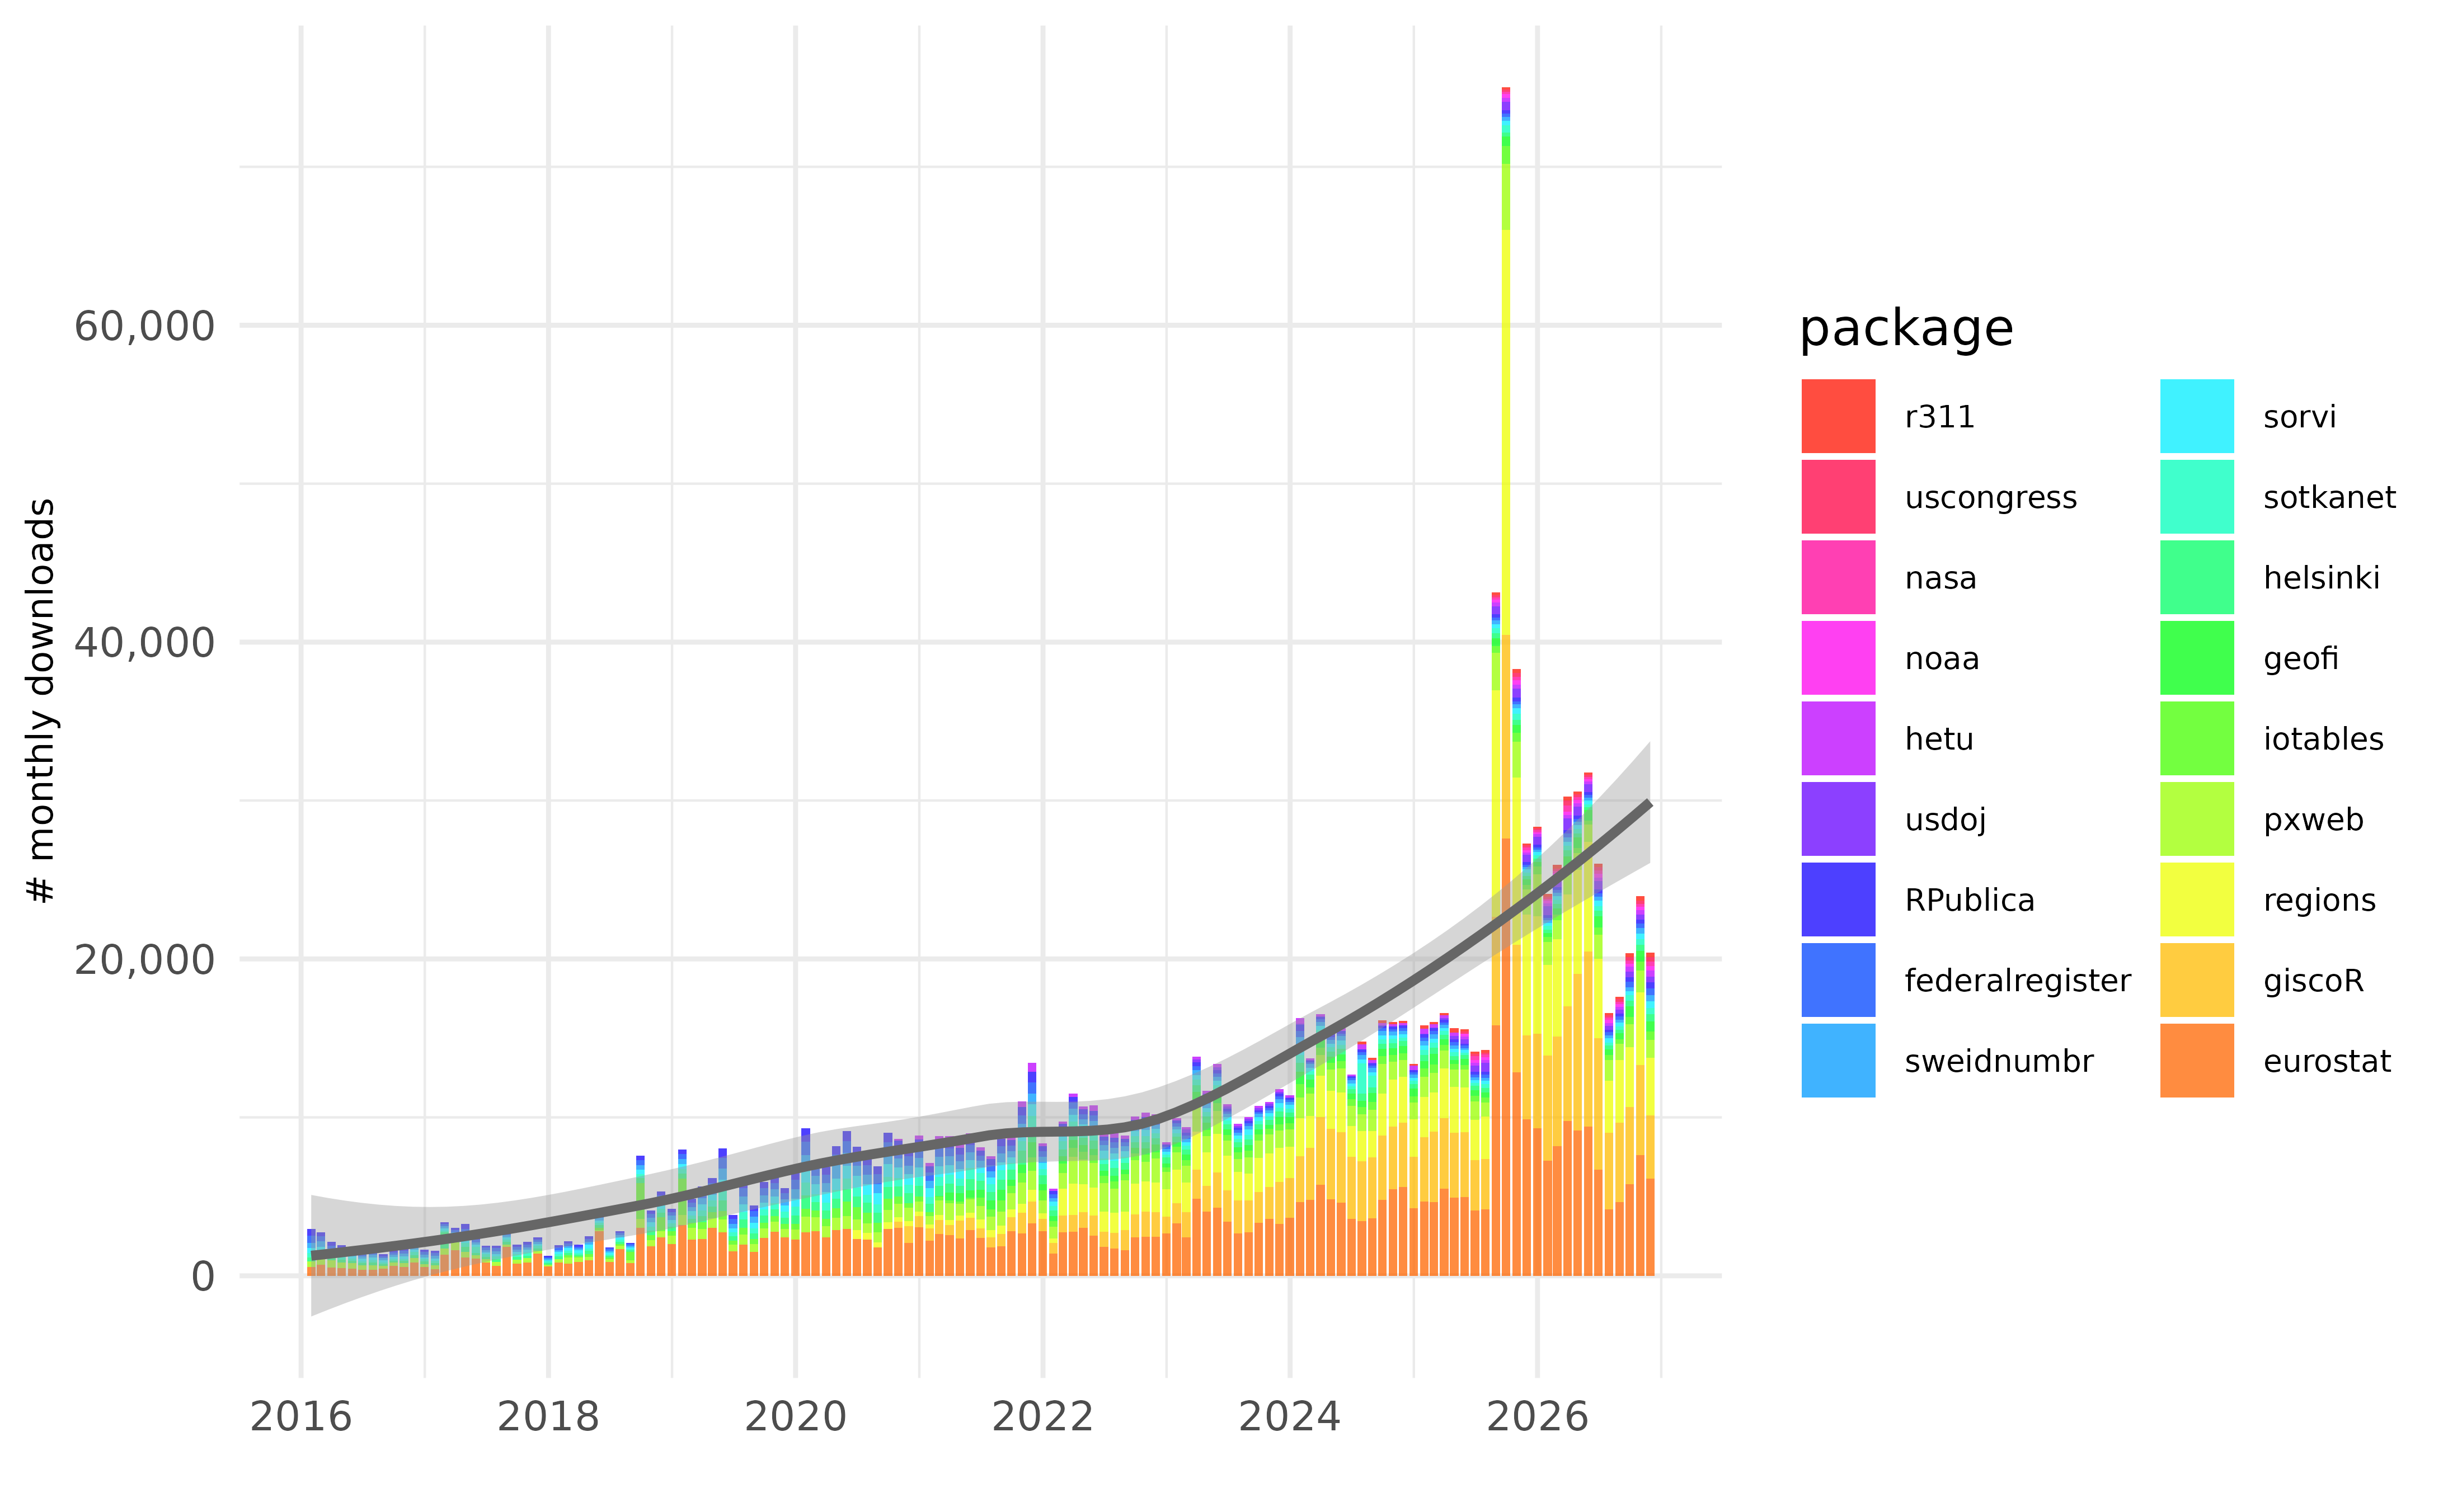 # monthly downloads
60,000
40,000
20,000
0
2016 2018 2020 2022 2024 2026
package
r311
uscongress
nasa
noaa
hetu
usdoj
RPublica
federalregister
sweidnumbr
sorvi
sotkanet
helsinki
geofi
iotables
pxweb
regions
giscoR
eurostat